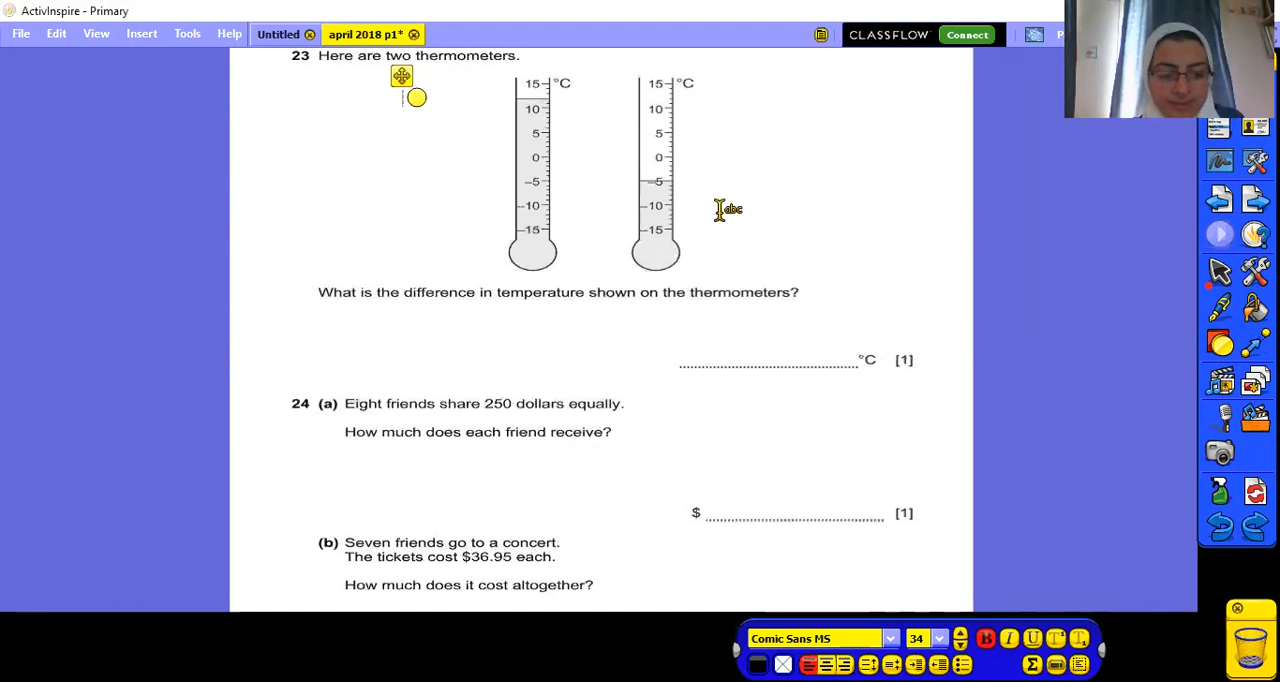 ActivInspire - Primary
File Edit View Insert Tools Help Untitled april 2018 p1* CLASSFLOW Connect
23 Here are two thermometers.
15 °C 15 °C
10 10
5 5
0 0
–5 –5
–10 –10
–15 –15
abc
What is the difference in temperature shown on the thermometers?
........................................ °C [1]
24 (a) Eight friends share 250 dollars equally.
How much does each friend receive?
$ ........................................ [1]
(b) Seven friends go to a concert.
The tickets cost $36.95 each.
How much does it cost altogether?
Comic Sans MS 34 B I U T² T₁
Σ